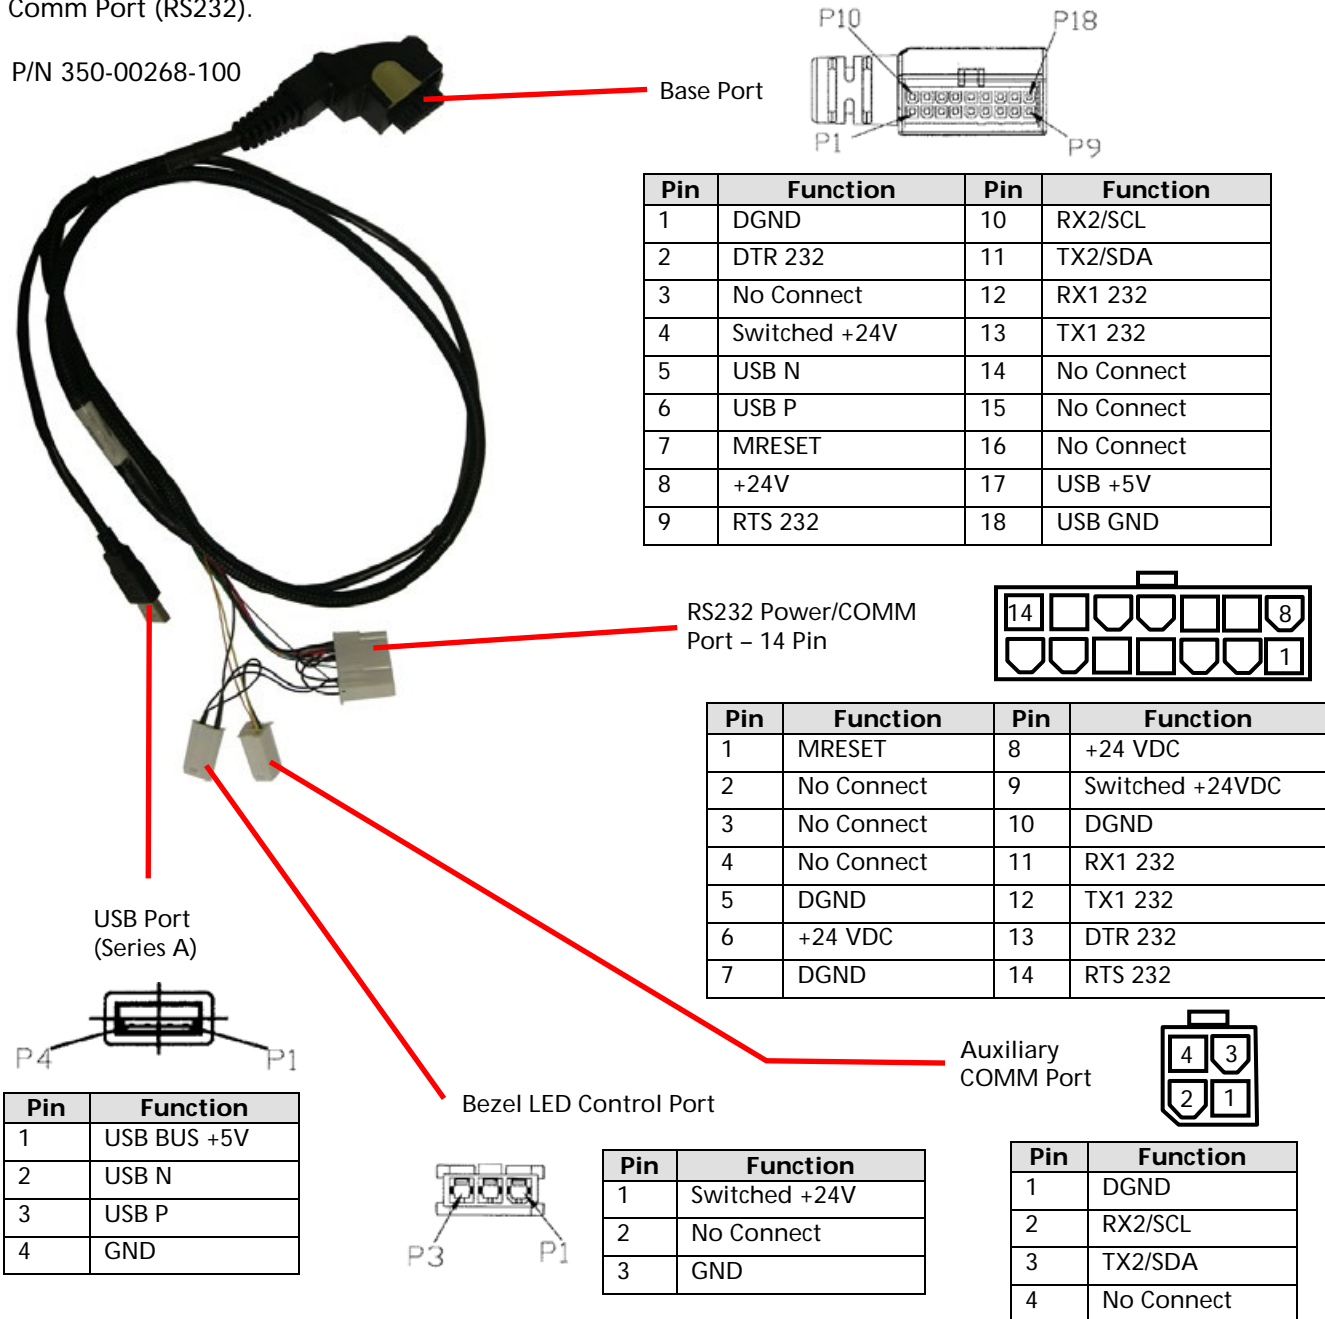 Comm Port (RS232).
P/N 350-00268-100
Base Port
P10
P18
P1
P9
Pin Function Pin Function
1 DGND 10 RX2/SCL
2 DTR 232 11 TX2/SDA
3 No Connect 12 RX1 232
4 Switched +24V 13 TX1 232
5 USB N 14 No Connect
6 USB P 15 No Connect
7 MRESET 16 No Connect
8 +24V 17 USB +5V
9 RTS 232 18 USB GND
RS232 Power/COMM
Port – 14 Pin
14
8
1
Pin Function Pin Function
1 MRESET 8 +24 VDC
2 No Connect 9 Switched +24VDC
3 No Connect 10 DGND
4 No Connect 11 RX1 232
5 DGND 12 TX1 232
6 +24 VDC 13 DTR 232
7 DGND 14 RTS 232
USB Port
(Series A)
P4
P1
Pin Function
1 USB BUS +5V
2 USB N
3 USB P
4 GND
Bezel LED Control Port
P3
P1
Pin Function
1 Switched +24V
2 No Connect
3 GND
Auxiliary
COMM Port
4 3
2 1
Pin Function
1 DGND
2 RX2/SCL
3 TX2/SDA
4 No Connect